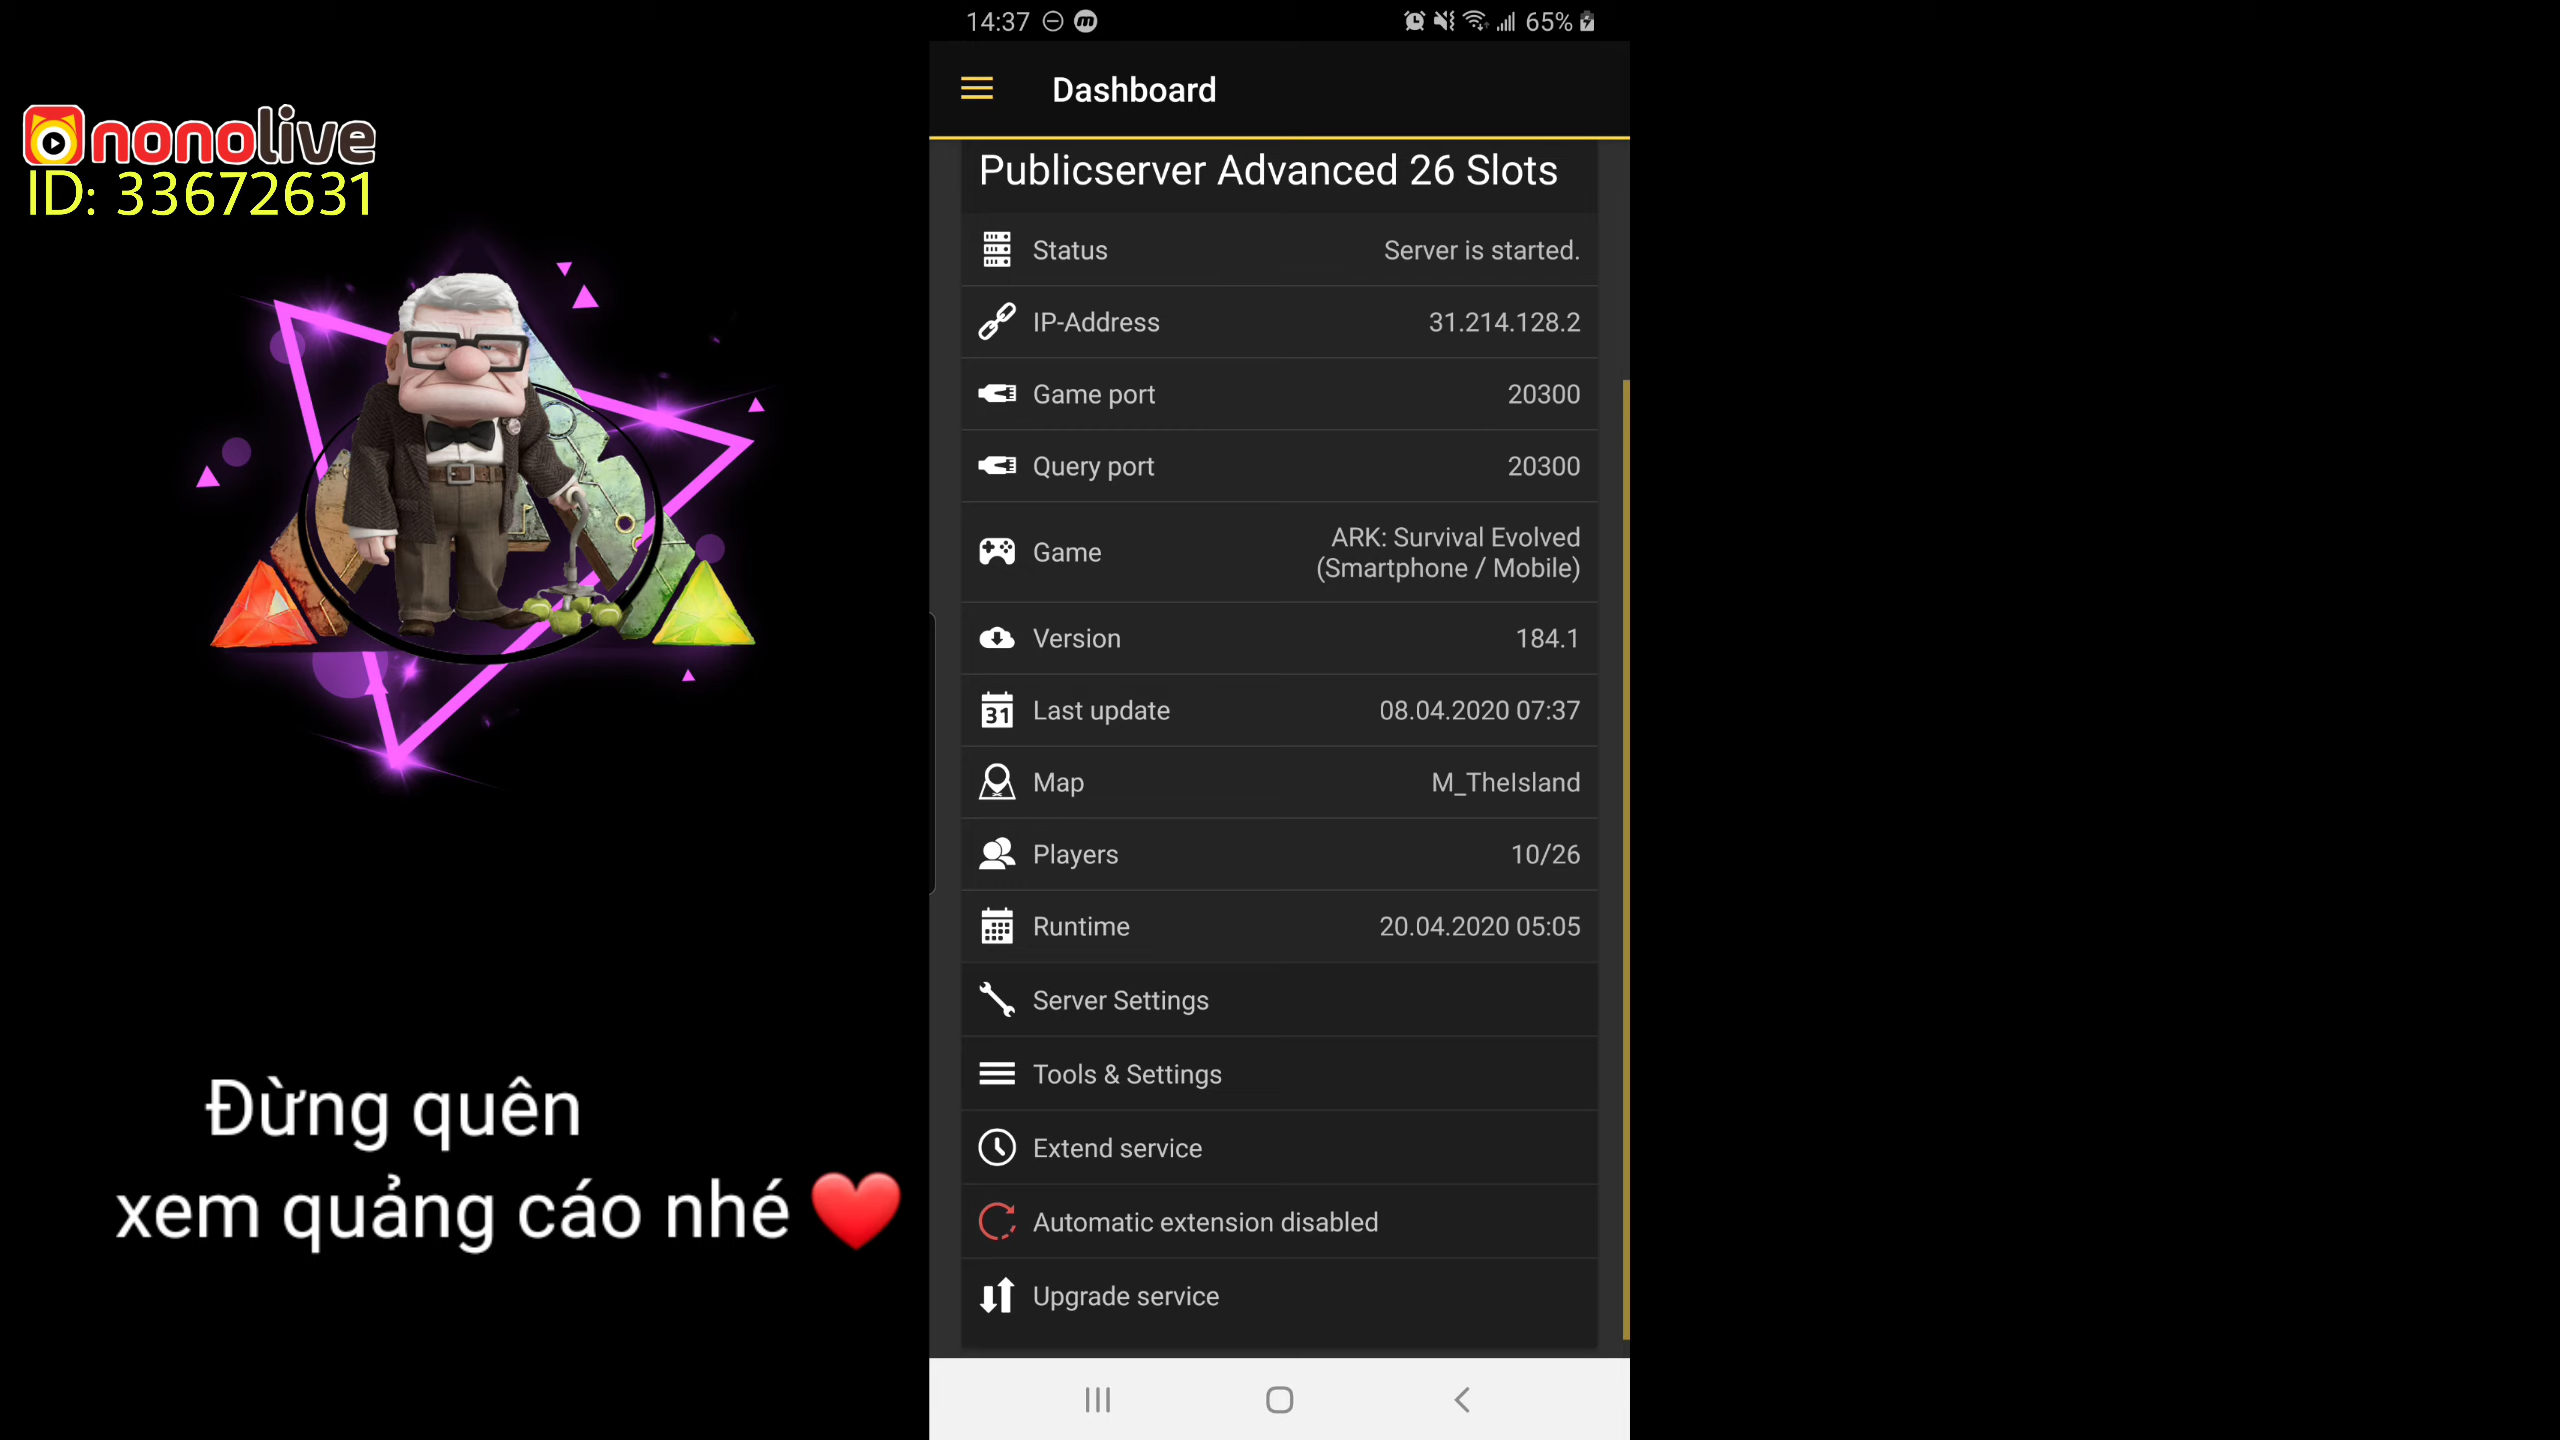 nonolive
ID: 33672631
Đừng quên
xem quảng cáo nhé ❤️
14:37
65%
Dashboard
Publicserver Advanced 26 Slots
Status Server is started.
IP-Address 31.214.128.2
Game port 20300
Query port 20300
Game ARK: Survival Evolved
(Smartphone / Mobile)
Version 184.1
31 Last update 08.04.2020 07:37
Map M_TheIsland
Players 10/26
Runtime 20.04.2020 05:05
Server Settings
Tools & Settings
Extend service
Automatic extension disabled
Upgrade service